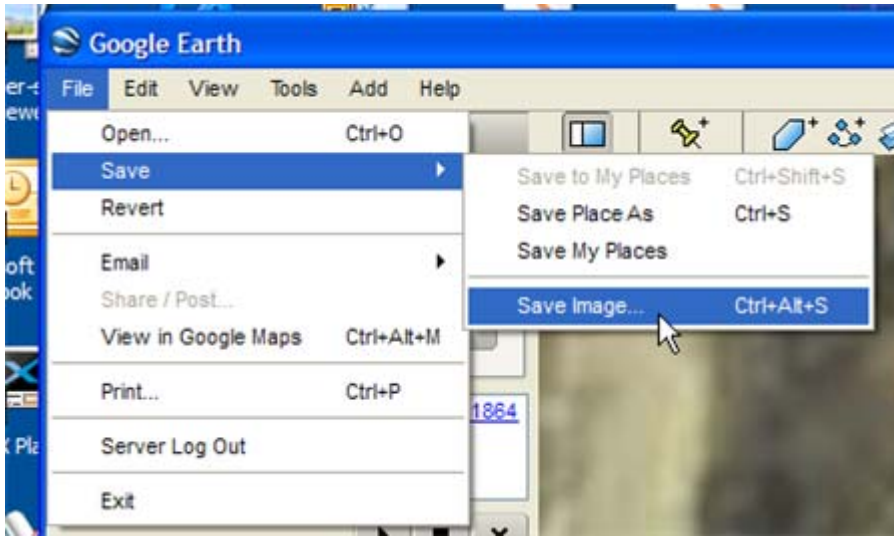 Google Earth
File Edit View Tools Add Help
Open... Ctrl+O
Save
Revert
Email
Share / Post...
View in Google Maps Ctrl+Alt+M
Print... Ctrl+P
Server Log Out
Exit
Save to My Places Ctrl+Shift+S
Save Place As Ctrl+S
Save My Places
Save Image... Ctrl+Alt+S
1864